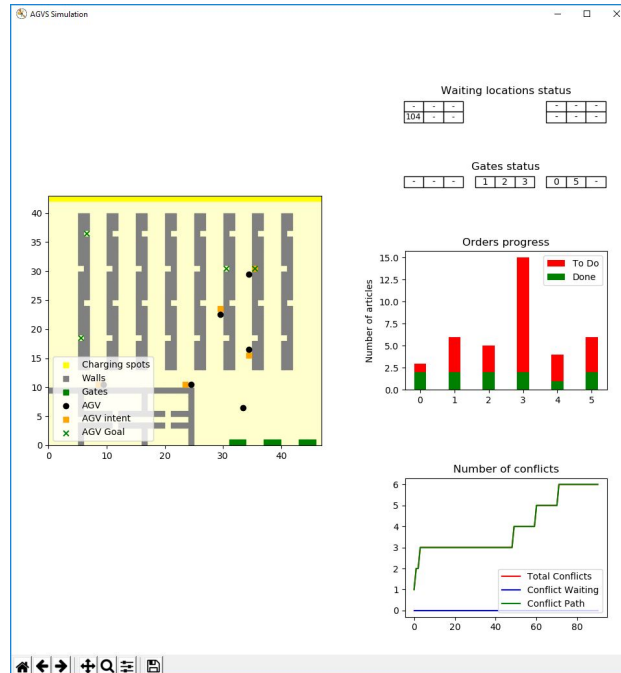 AGVS Simulation
Waiting locations status
- - - - - -
104 - - - - -
Gates status
- - - 1 2 3 0 5 -
40
35
30
25
20
15
10
5
0
0 10 20 30 40
Charging spots
Walls
Gates
AGV
AGV intent
AGV Goal
Orders progress
Number of articles
15.0
12.5
10.0
7.5
5.0
2.5
0.0
0 1 2 3 4 5
To Do
Done
Number of conflicts
6
5
4
3
2
1
0
0 20 40 60 80
Total Conflicts
Conflict Waiting
Conflict Path